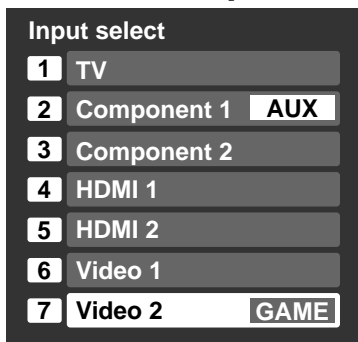 Input select
1 TV
2 Component 1 AUX
3 Component 2
4 HDMI 1
5 HDMI 2
6 Video 1
7 Video 2 GAME